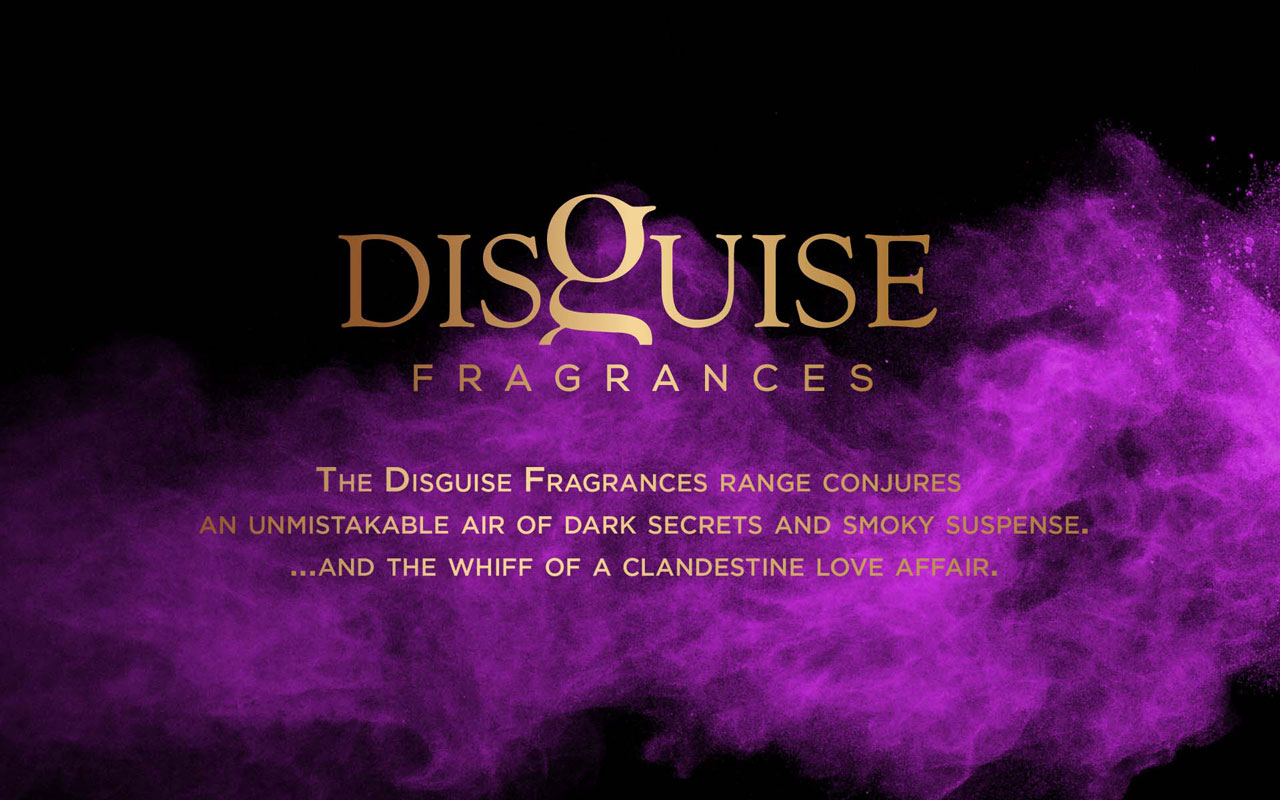 DISgUISE
FRAGRANCES
The Disguise Fragrances range conjures
an unmistakable air of dark secrets and smoky suspense.
...and the whiff of a clandestine love affair.